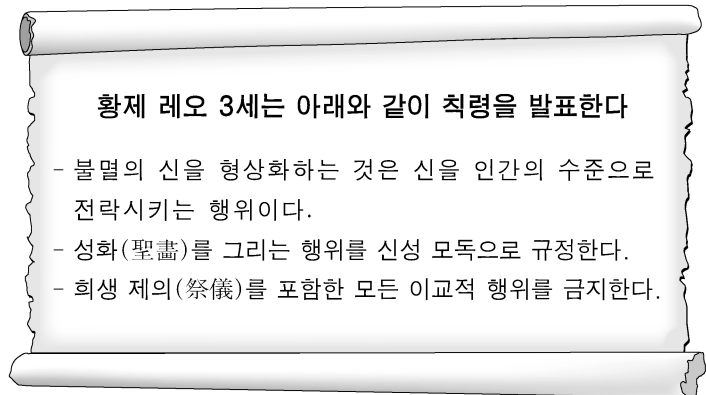 황제 레오 3세는 아래와 같이 칙령을 발표한다
- 불멸의 신을 형상화하는 것은 신을 인간의 수준으로
전락시키는 행위이다.
- 성화(聖畵)를 그리는 행위를 신성 모독으로 규정한다.
- 희생 제의(祭儀)를 포함한 모든 이교적 행위를 금지한다.